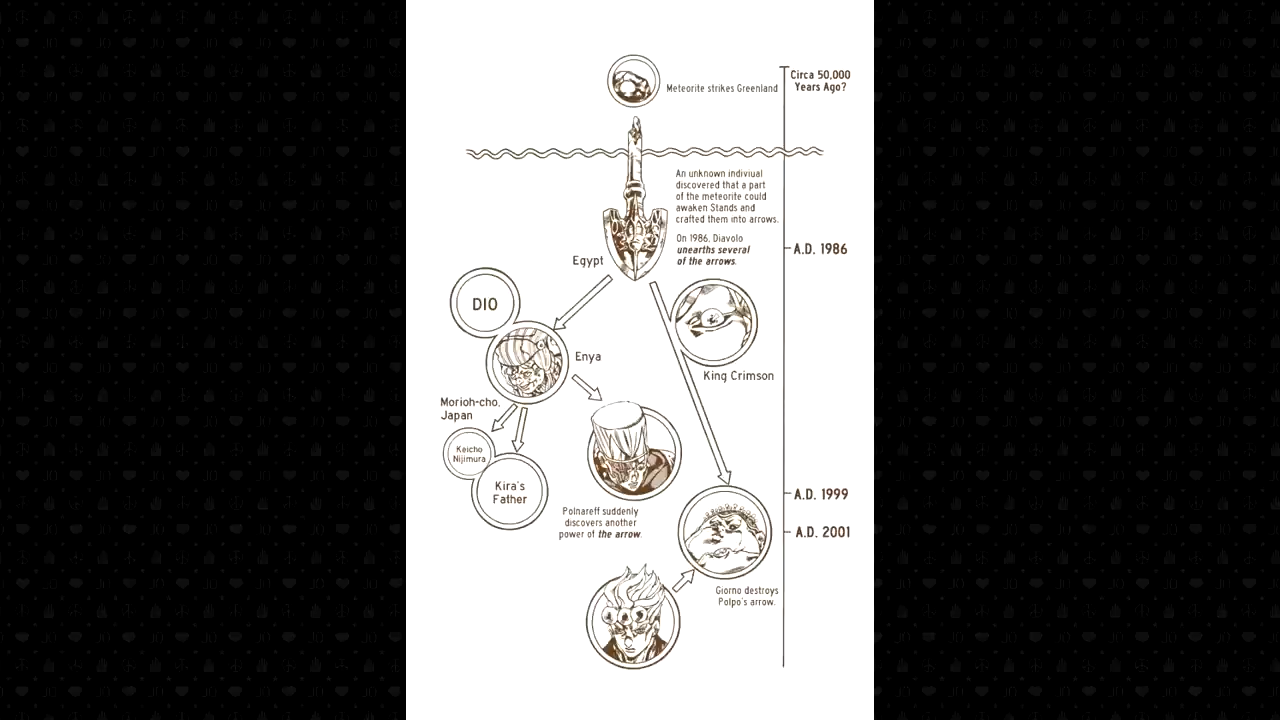 Meteorite strikes Greenland
Circa 50,000
Years Ago?
An unknown indiviual
discovered that a part
of the meteorite could
awaken Stands and
crafted them into arrows.
On 1986, Diavolo
unearths several
of the arrows.
A.D. 1986
Egypt
DIO
Enya
King Crimson
Morioh-cho,
Japan
Keicho
Nijimura
Kira's
Father
Polnareff suddenly
discovers another
power of the arrow.
A.D. 1999
A.D. 2001
Giorno destroys
Polpo's arrow.